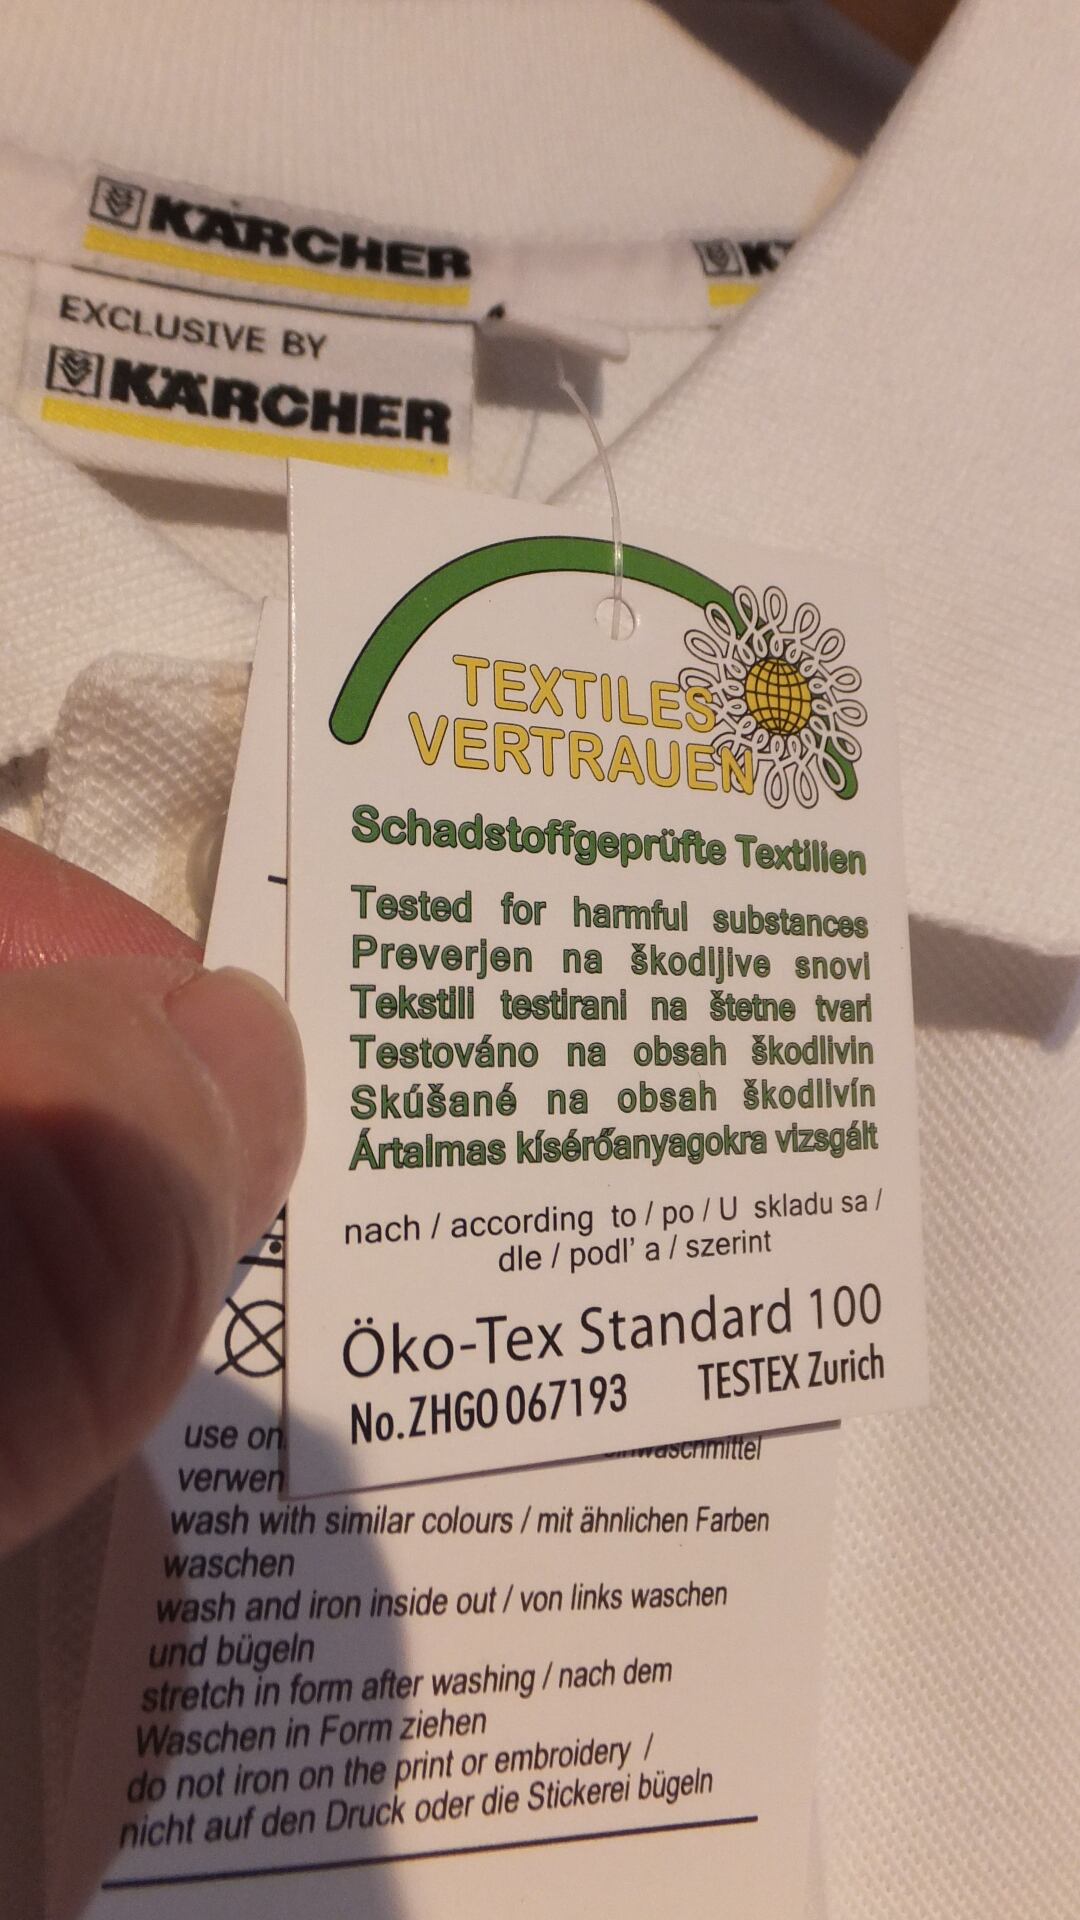 KÄRCHER
EXCLUSIVE BY
KÄRCHER
TEXTILES
VERTRAUEN
Schadstoffgeprüfte Textilien
Tested for harmful substances
Preverjen na škodljive snovi
Tekstili testirani na štetne tvari
Testováno na obsah škodlivin
Skúšané na obsah škodlivín
Ártalmas kísérőanyagokra vizsgált
nach / according to / po / U skladu sa /
dle / podl' a / szerint
Öko-Tex Standard 100
No.ZHGO 067193 TESTEX Zurich
use on
verwen
wash with similar colours / mit ähnlichen Farben
waschen
wash and iron inside out / von links waschen
und bügeln
stretch in form after washing / nach dem
Waschen in Form ziehen
do not iron on the print or embroidery /
nicht auf den Druck oder die Stickerei bügeln